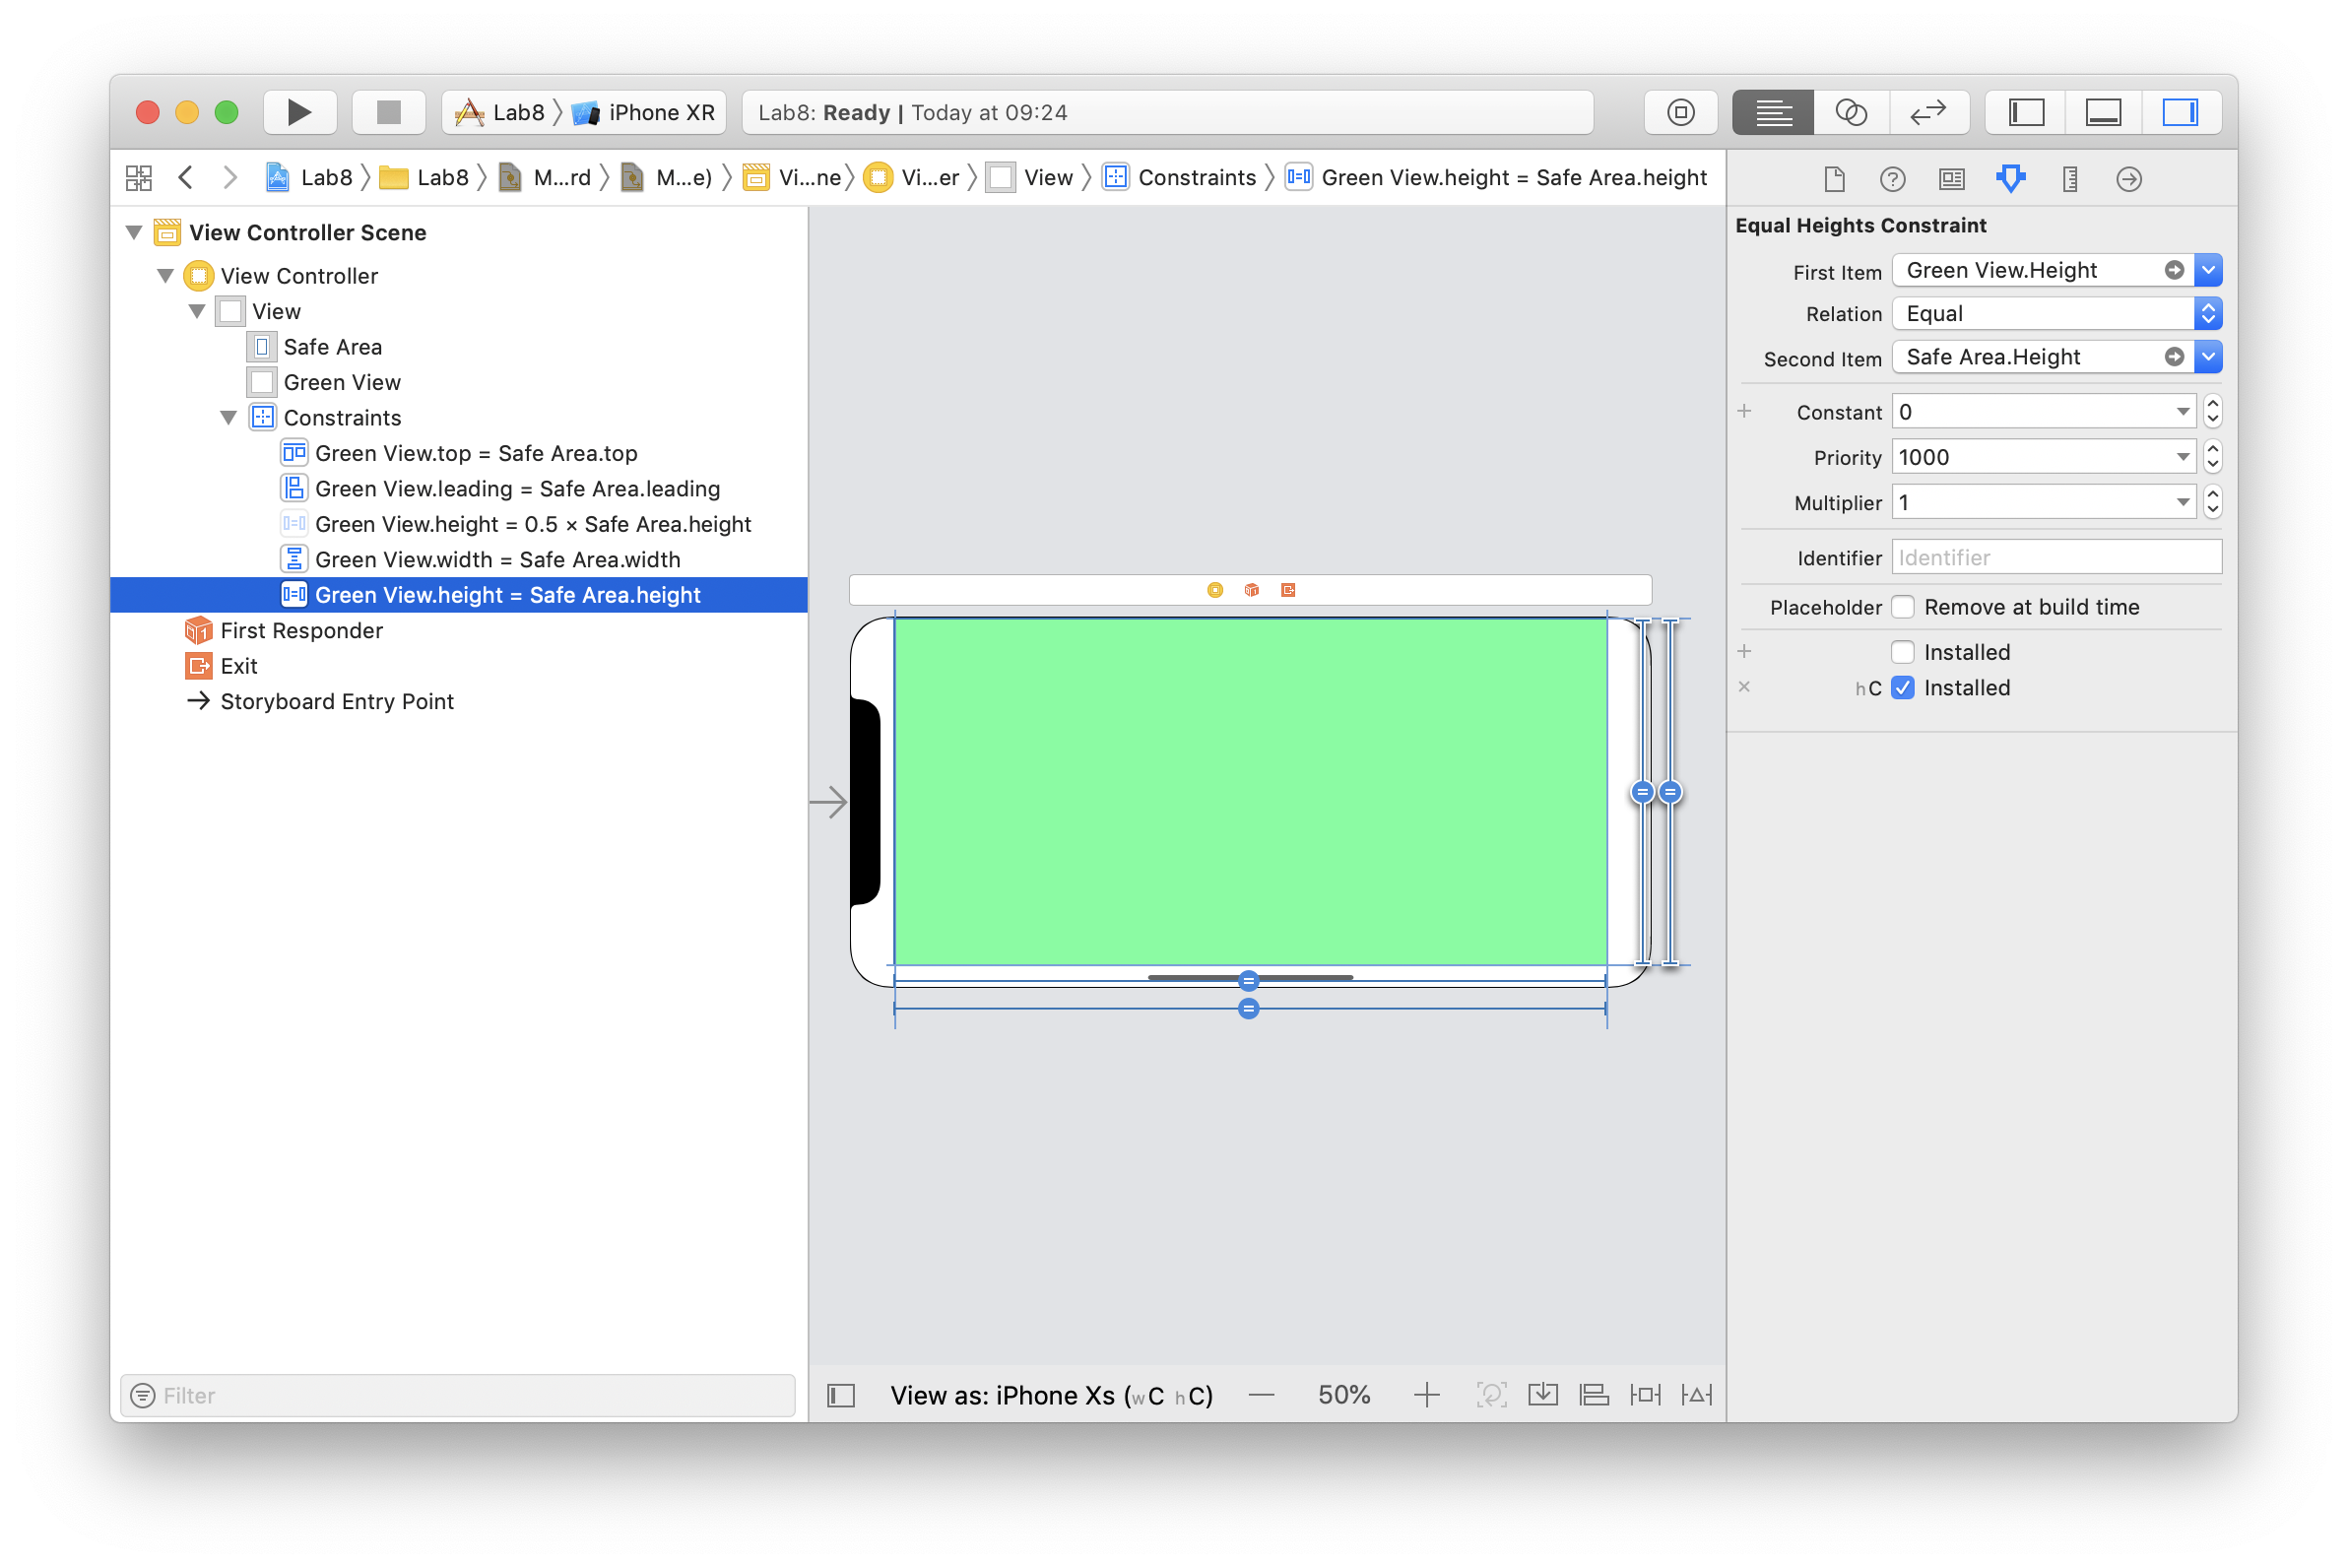 Lab8 iPhone XR
Lab8: Ready | Today at 09:24
Lab8 Lab8 M...rd M...e) Vi...ne Vi...er View Constraints Green View.height = Safe Area.height
View Controller Scene
View Controller
View
Safe Area
Green View
Constraints
Green View.top = Safe Area.top
Green View.leading = Safe Area.leading
Green View.height = 0.5 × Safe Area.height
Green View.width = Safe Area.width
Green View.height = Safe Area.height
First Responder
Exit
Storyboard Entry Point
Filter
View as: iPhone Xs (wC hC)
50%
Equal Heights Constraint
First Item Green View.Height
Relation Equal
Second Item Safe Area.Height
Constant 0
Priority 1000
Multiplier 1
Identifier Identifier
Placeholder Remove at build time
Installed
hC Installed